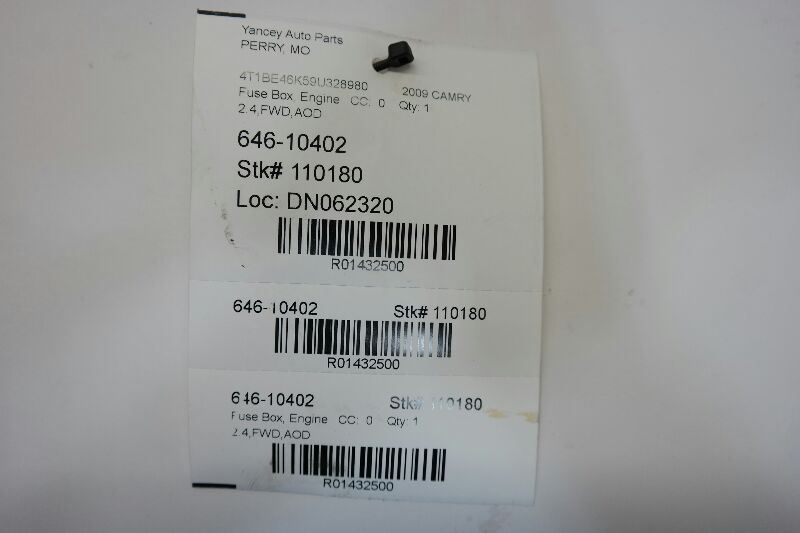 Yancey Auto Parts
PERRY, MO
4T1BE46K59U328980 2009 CAMRY
Fuse Box, Engine CC: 0 Qty: 1
2.4,FWD,AOD
646-10402
Stk# 110180
Loc: DN062320
R01432500
646-10402 Stk# 110180
R01432500
646-10402 Stk# 110180
Fuse Box, Engine CC: 0 Qty: 1
2.4,FWD,AOD
R01432500